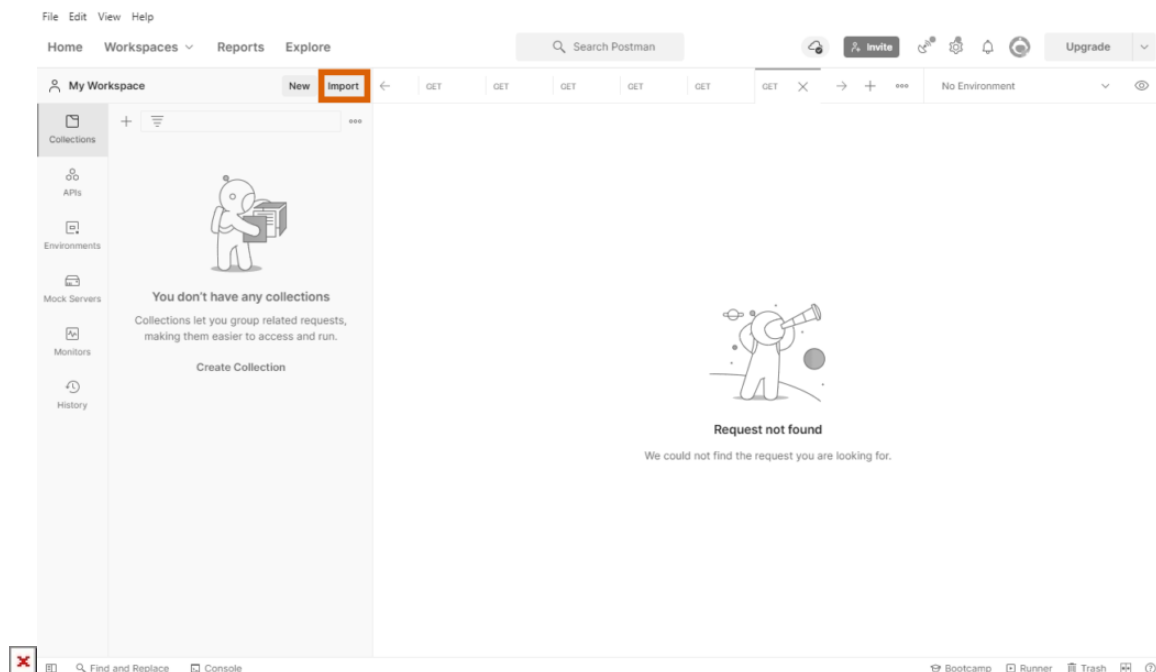 File Edit View Help
Home Workspaces Reports Explore Search Postman Invite Upgrade
My Workspace New Import GET GET GET GET GET GET No Environment
Collections
APIs
Environments
Mock Servers
Monitors
History
You don't have any collections
Collections let you group related requests,
making them easier to access and run.
Create Collection
Request not found
We could not find the request you are looking for.
Find and Replace Console Bootcamp Runner Trash